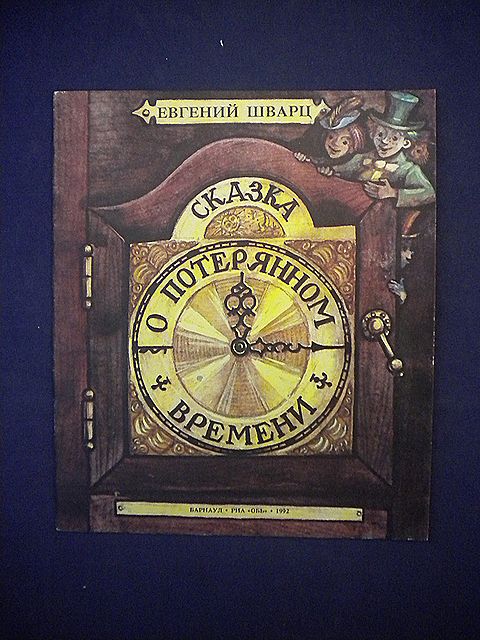 ЕВГЕНИЙ ШВАРЦ
СКАЗКА
О ПОТЕРЯННОМ
ВРЕМЕНИ
БАРНАУЛ • РИА «ОБЬ» • 1992